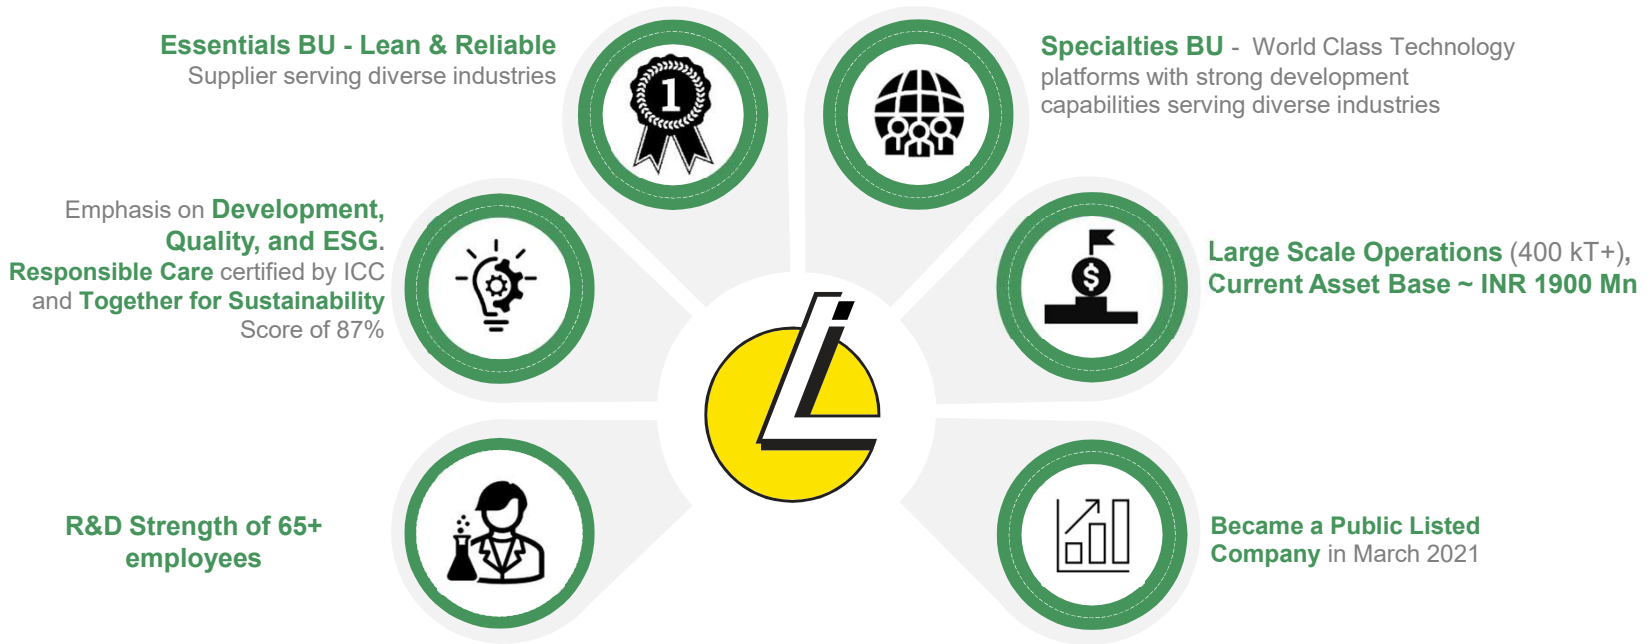 Essentials BU - Lean & Reliable
Supplier serving diverse industries
1
Specialties BU - World Class Technology
platforms with strong development
capabilities serving diverse industries
Emphasis on Development,
Quality, and ESG.
Responsible Care certified by ICC
and Together for Sustainability
Score of 87%
$
Large Scale Operations (400 kT+),
Current Asset Base ~ INR 1900 Mn
R&D Strength of 65+
employees
Became a Public Listed
Company in March 2021